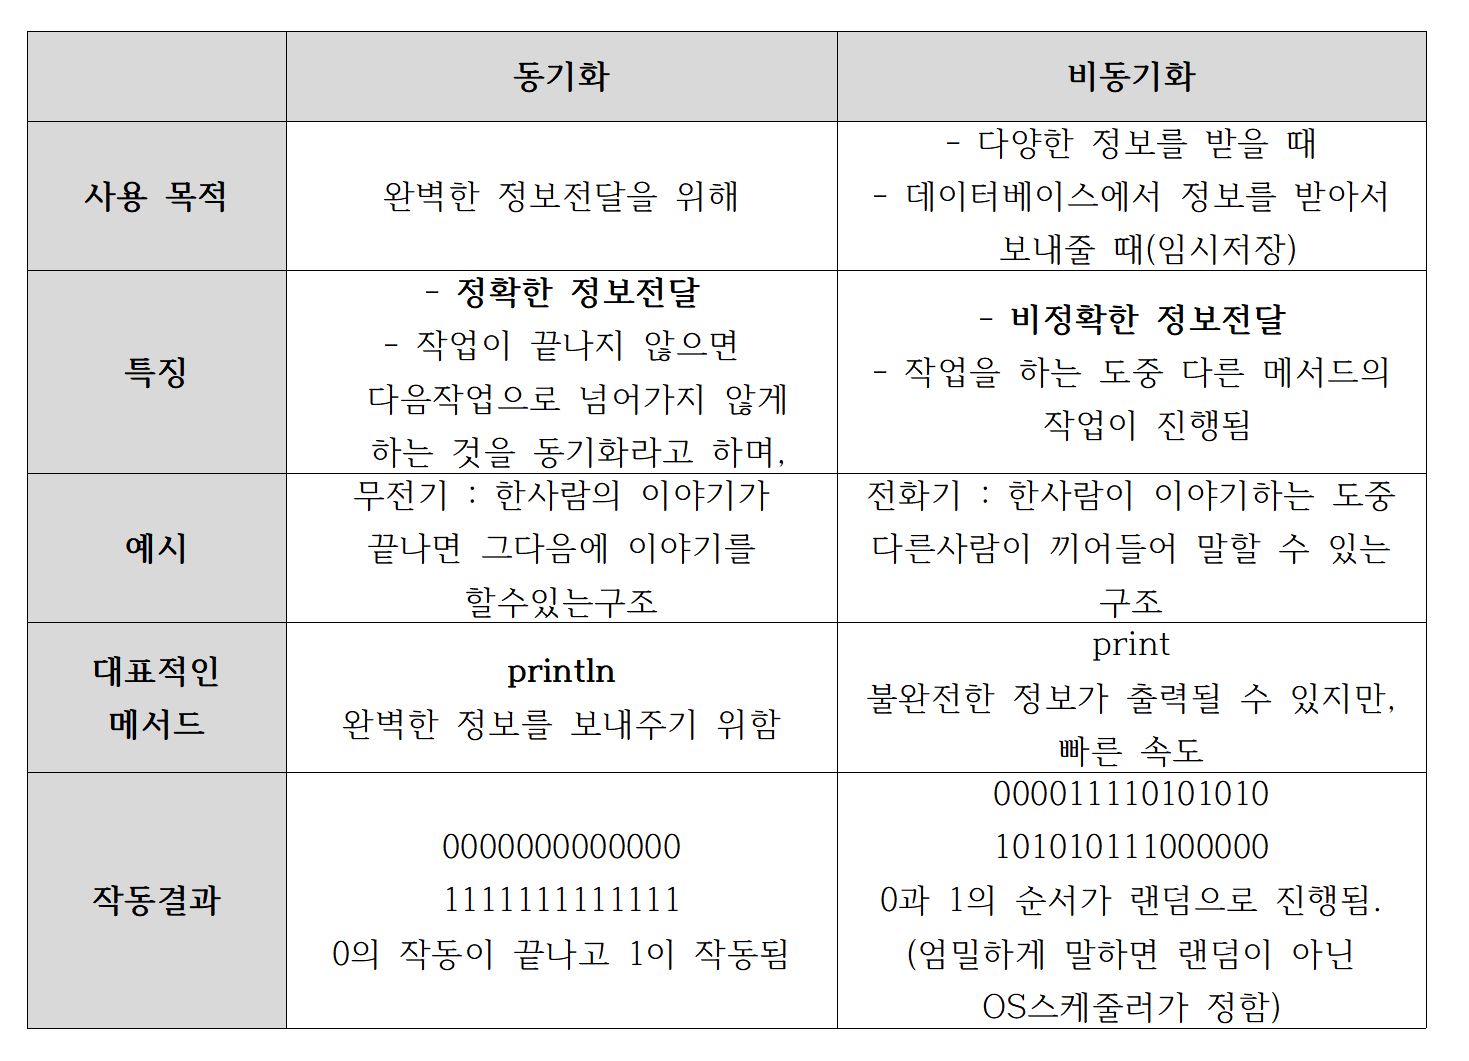 동기화
비동기화
사용 목적
완벽한 정보전달을 위해
- 다양한 정보를 받을 때
- 데이터베이스에서 정보를 받아서
보내줄 때(임시저장)
특징
- 정확한 정보전달
- 작업이 끝나지 않으면
다음작업으로 넘어가지 않게
하는 것을 동기화라고 하며,
- 비정확한 정보전달
- 작업을 하는 도중 다른 메서드의
작업이 진행됨
예시
무전기 : 한사람의 이야기가
끝나면 그다음에 이야기를
할수있는구조
전화기 : 한사람이 이야기하는 도중
다른사람이 끼어들어 말할 수 있는
구조
대표적인
메서드
println
완벽한 정보를 보내주기 위함
print
불완전한 정보가 출력될 수 있지만,
빠른 속도
작동결과
0000000000000
1111111111111
0의 작동이 끝나고 1이 작동됨
000011110101010
101010111000000
0과 1의 순서가 랜덤으로 진행됨.
(엄밀하게 말하면 랜덤이 아닌
OS스케줄러가 정함)